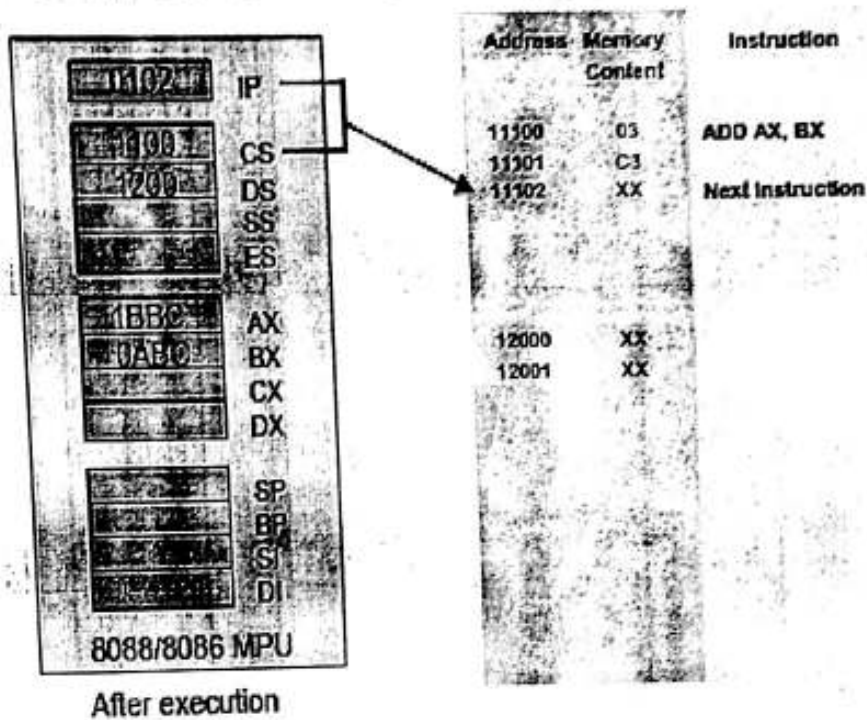 0102 IP
1100 CS
1200 DS
SS
ES
1BBC AX
0ABC BX
CX
DX
SP
BP
SI
DI
8088/8086 MPU
After execution
Address Memory Content Instruction
11100 03 ADD AX, BX
11101 C3
11102 XX Next Instruction
12000 XX
12001 XX